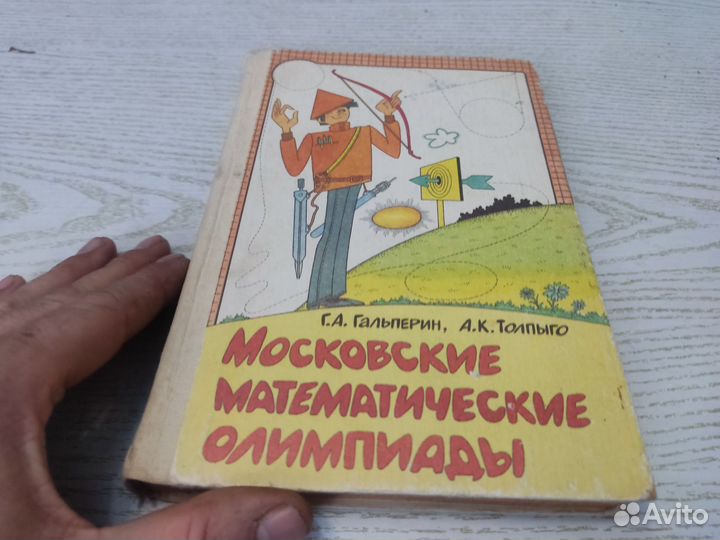 Г.А. Гальперин, А.К. Толпыго
Московские
математические
олимпиады
Avito